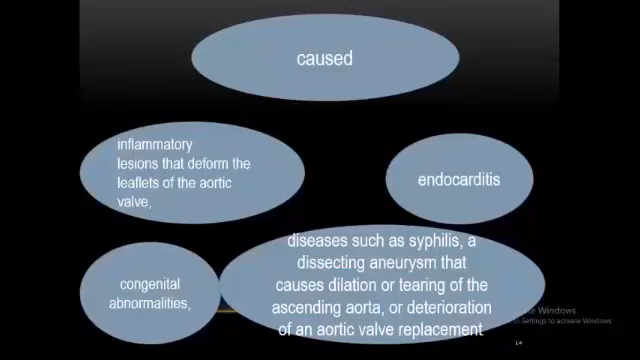 caused
inflammatory
lesions that deform the
leaflets of the aortic
valve,
endocarditis
congenital
abnormalities,
diseases such as syphilis, a
dissecting aneurysm that
causes dilation or tearing of the
ascending aorta, or deterioration
of an aortic valve replacement
Windows
Settings to activate Windows
14